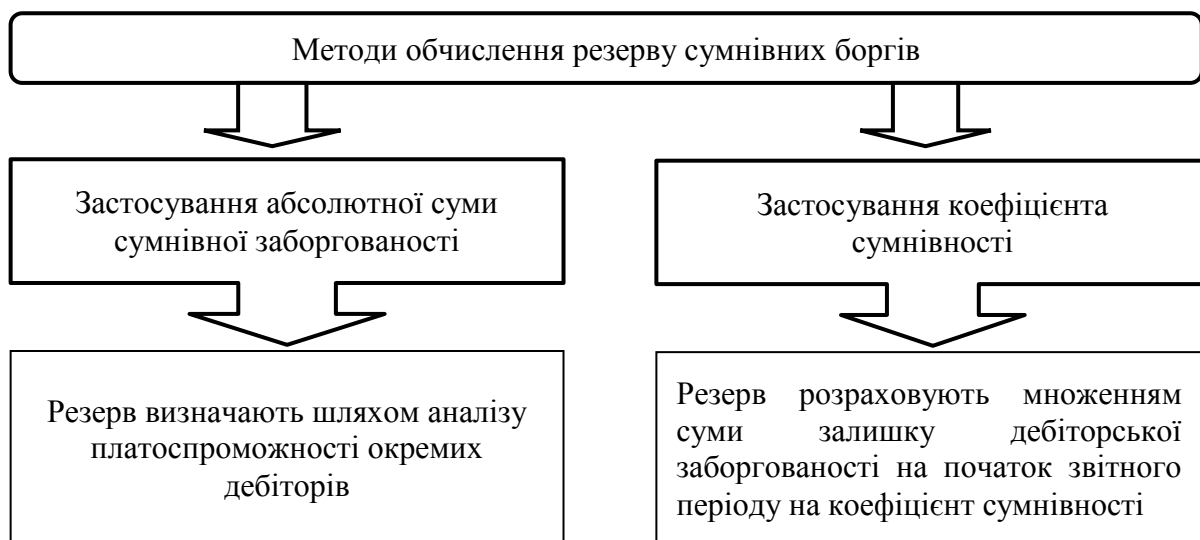 Методи обчислення резерву сумнівних боргів
Застосування абсолютної суми
сумнівної заборгованості
Застосування коефіцієнта
сумнівності
Резерв визначають шляхом аналізу
платоспроможності окремих
дебіторів
Резерв розраховують множенням
суми залишку дебіторської
заборгованості на початок звітного
періоду на коефіцієнт сумнівності